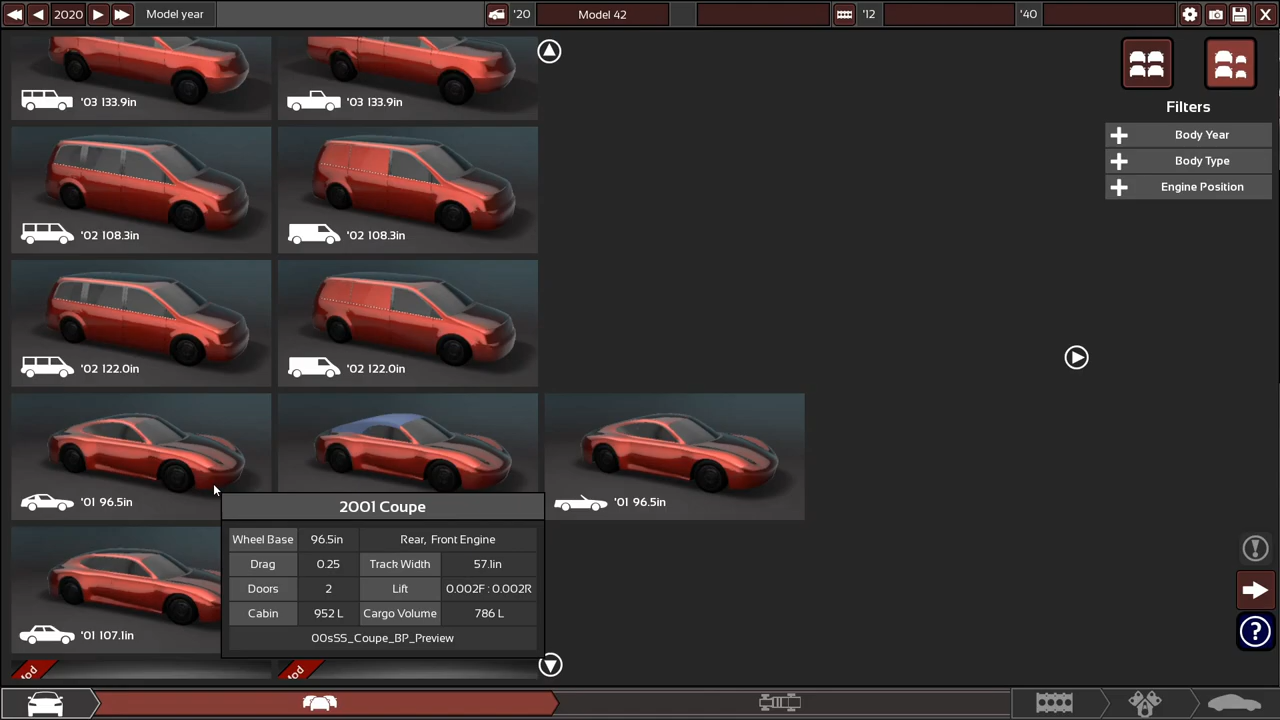 2020 Model year '20 Model 42 '12 '40
'03 133.9in '03 133.9in
Filters
Body Year
Body Type
Engine Position
'02 108.3in '02 108.3in
'02 122.0in '02 122.0in
'01 96.5in '01 96.5in
2001 Coupe
Wheel Base 96.5in Rear, Front Engine
Drag 0.25 Track Width 57.1in
Doors 2 Lift 0.002F : 0.002R
Cabin 952 L Cargo Volume 786 L
00sSS_Coupe_BP_Preview
'01 107.1in
?